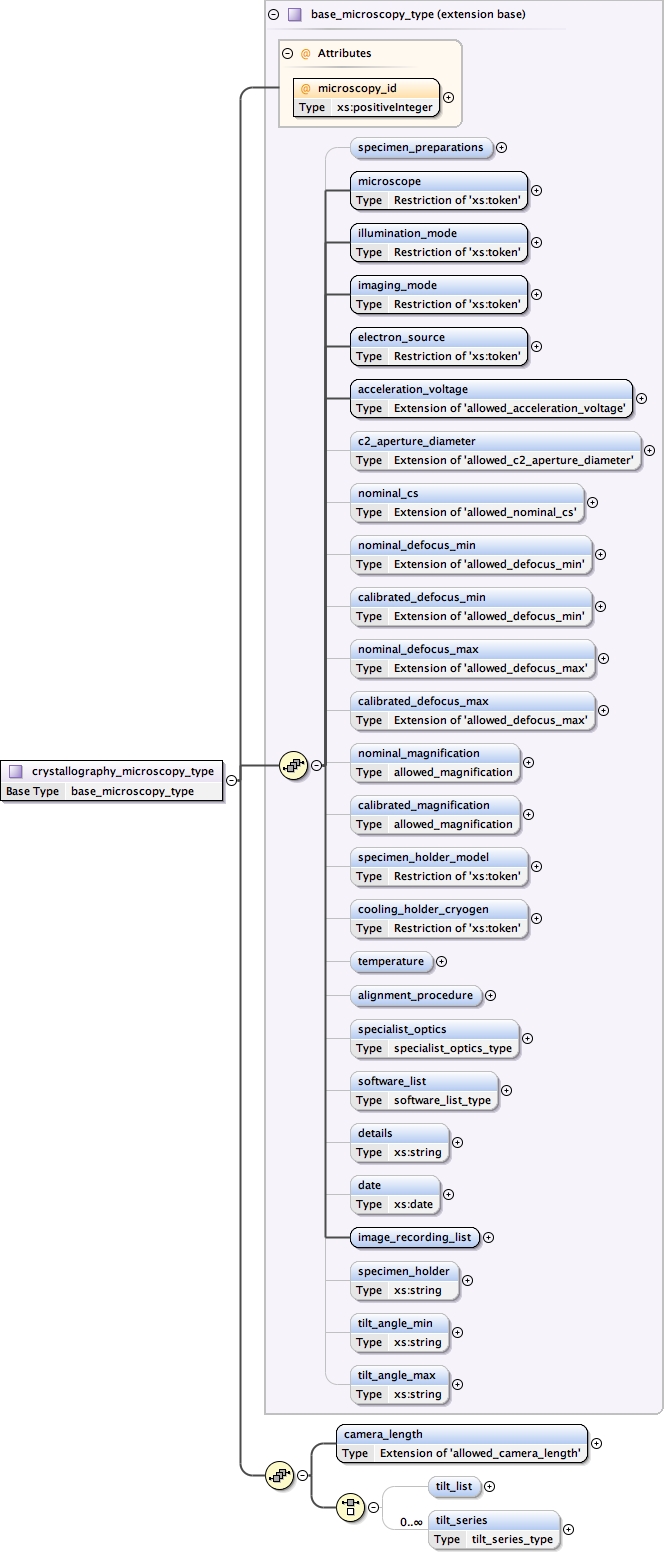 base_microscopy_type (extension base)
@ Attributes
@ microscopy_id
Type xs:positiveInteger
specimen_preparations
microscope
Type Restriction of 'xs:token'
illumination_mode
Type Restriction of 'xs:token'
imaging_mode
Type Restriction of 'xs:token'
electron_source
Type Restriction of 'xs:token'
acceleration_voltage
Type Extension of 'allowed_acceleration_voltage'
c2_aperture_diameter
Type Extension of 'allowed_c2_aperture_diameter'
nominal_cs
Type Extension of 'allowed_nominal_cs'
nominal_defocus_min
Type Extension of 'allowed_defocus_min'
calibrated_defocus_min
Type Extension of 'allowed_defocus_min'
nominal_defocus_max
Type Extension of 'allowed_defocus_max'
calibrated_defocus_max
Type Extension of 'allowed_defocus_max'
crystallography_microscopy_type
Base Type base_microscopy_type
nominal_magnification
Type allowed_magnification
calibrated_magnification
Type allowed_magnification
specimen_holder_model
Type Restriction of 'xs:token'
cooling_holder_cryogen
Type Restriction of 'xs:token'
temperature
alignment_procedure
specialist_optics
Type specialist_optics_type
software_list
Type software_list_type
details
Type xs:string
date
Type xs:date
image_recording_list
specimen_holder
Type xs:string
tilt_angle_min
Type xs:string
tilt_angle_max
Type xs:string
camera_length
Type Extension of 'allowed_camera_length'
tilt_list
0..∞
tilt_series
Type tilt_series_type